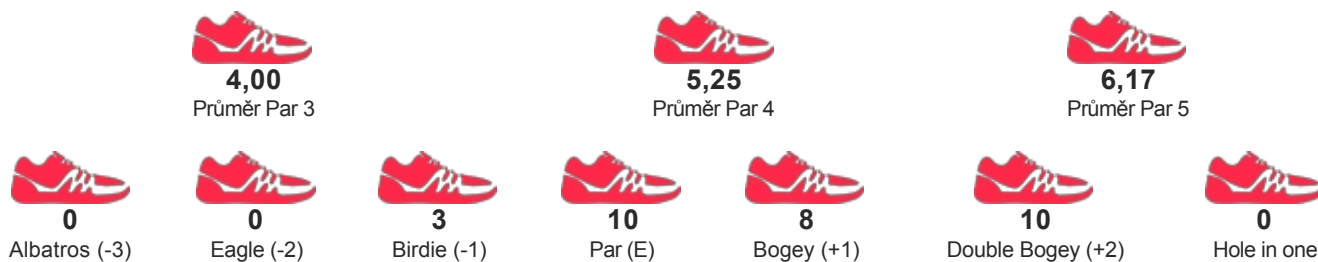 4,00 5,25 6,17
Průměr Par 3 Průměr Par 4 Průměr Par 5
0 0 3 10 8 10 0
Albatros (-3) Eagle (-2) Birdie (-1) Par (E) Bogey (+1) Double Bogey (+2) Hole in one